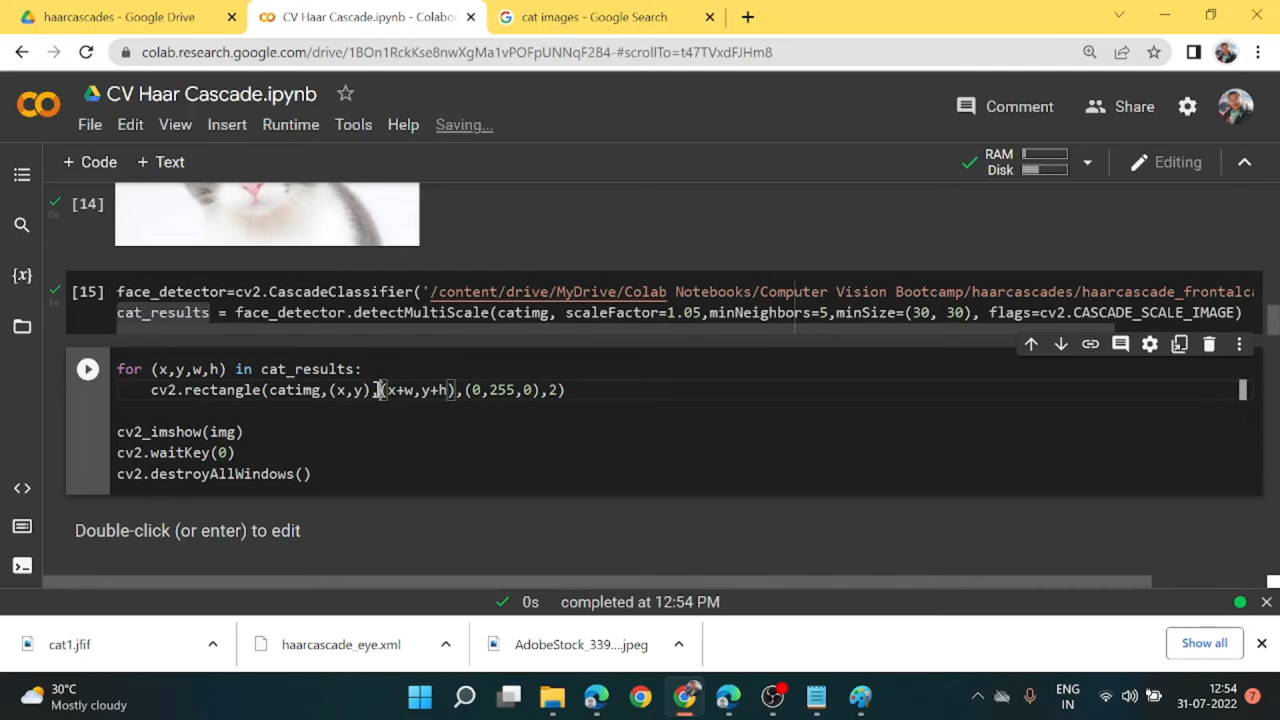 haarcascades - Google Drive
CV Haar Cascade.ipynb - Colabor
cat images - Google Search
colab.research.google.com/drive/1BOn1RckKse8nwXgMa1vPOFpUNNqF2B4-#scrollTo=t47TVxdFJHm8
CV Haar Cascade.ipynb
Comment
Share
File Edit View Insert Runtime Tools Help Saving...
+ Code + Text
RAM
Disk
Editing
[14]
0s
[15] face_detector=cv2.CascadeClassifier('/content/drive/MyDrive/Colab Notebooks/Computer Vision Bootcamp/haarcascades/haarcascade_frontalca
1s
cat_results = face_detector.detectMultiScale(catimg, scaleFactor=1.05,minNeighbors=5,minSize=(30, 30), flags=cv2.CASCADE_SCALE_IMAGE)
for (x,y,w,h) in cat_results:
cv2.rectangle(catimg,(x,y),(x+w,y+h),(0,255,0),2)
cv2_imshow(img)
cv2.waitKey(0)
cv2.destroyAllWindows()
Double-click (or enter) to edit
0s completed at 12:54 PM
cat1.jfif
haarcascade_eye.xml
AdobeStock_339....jpeg
Show all
30°C
Mostly cloudy
ENG
IN
12:54
31-07-2022
7